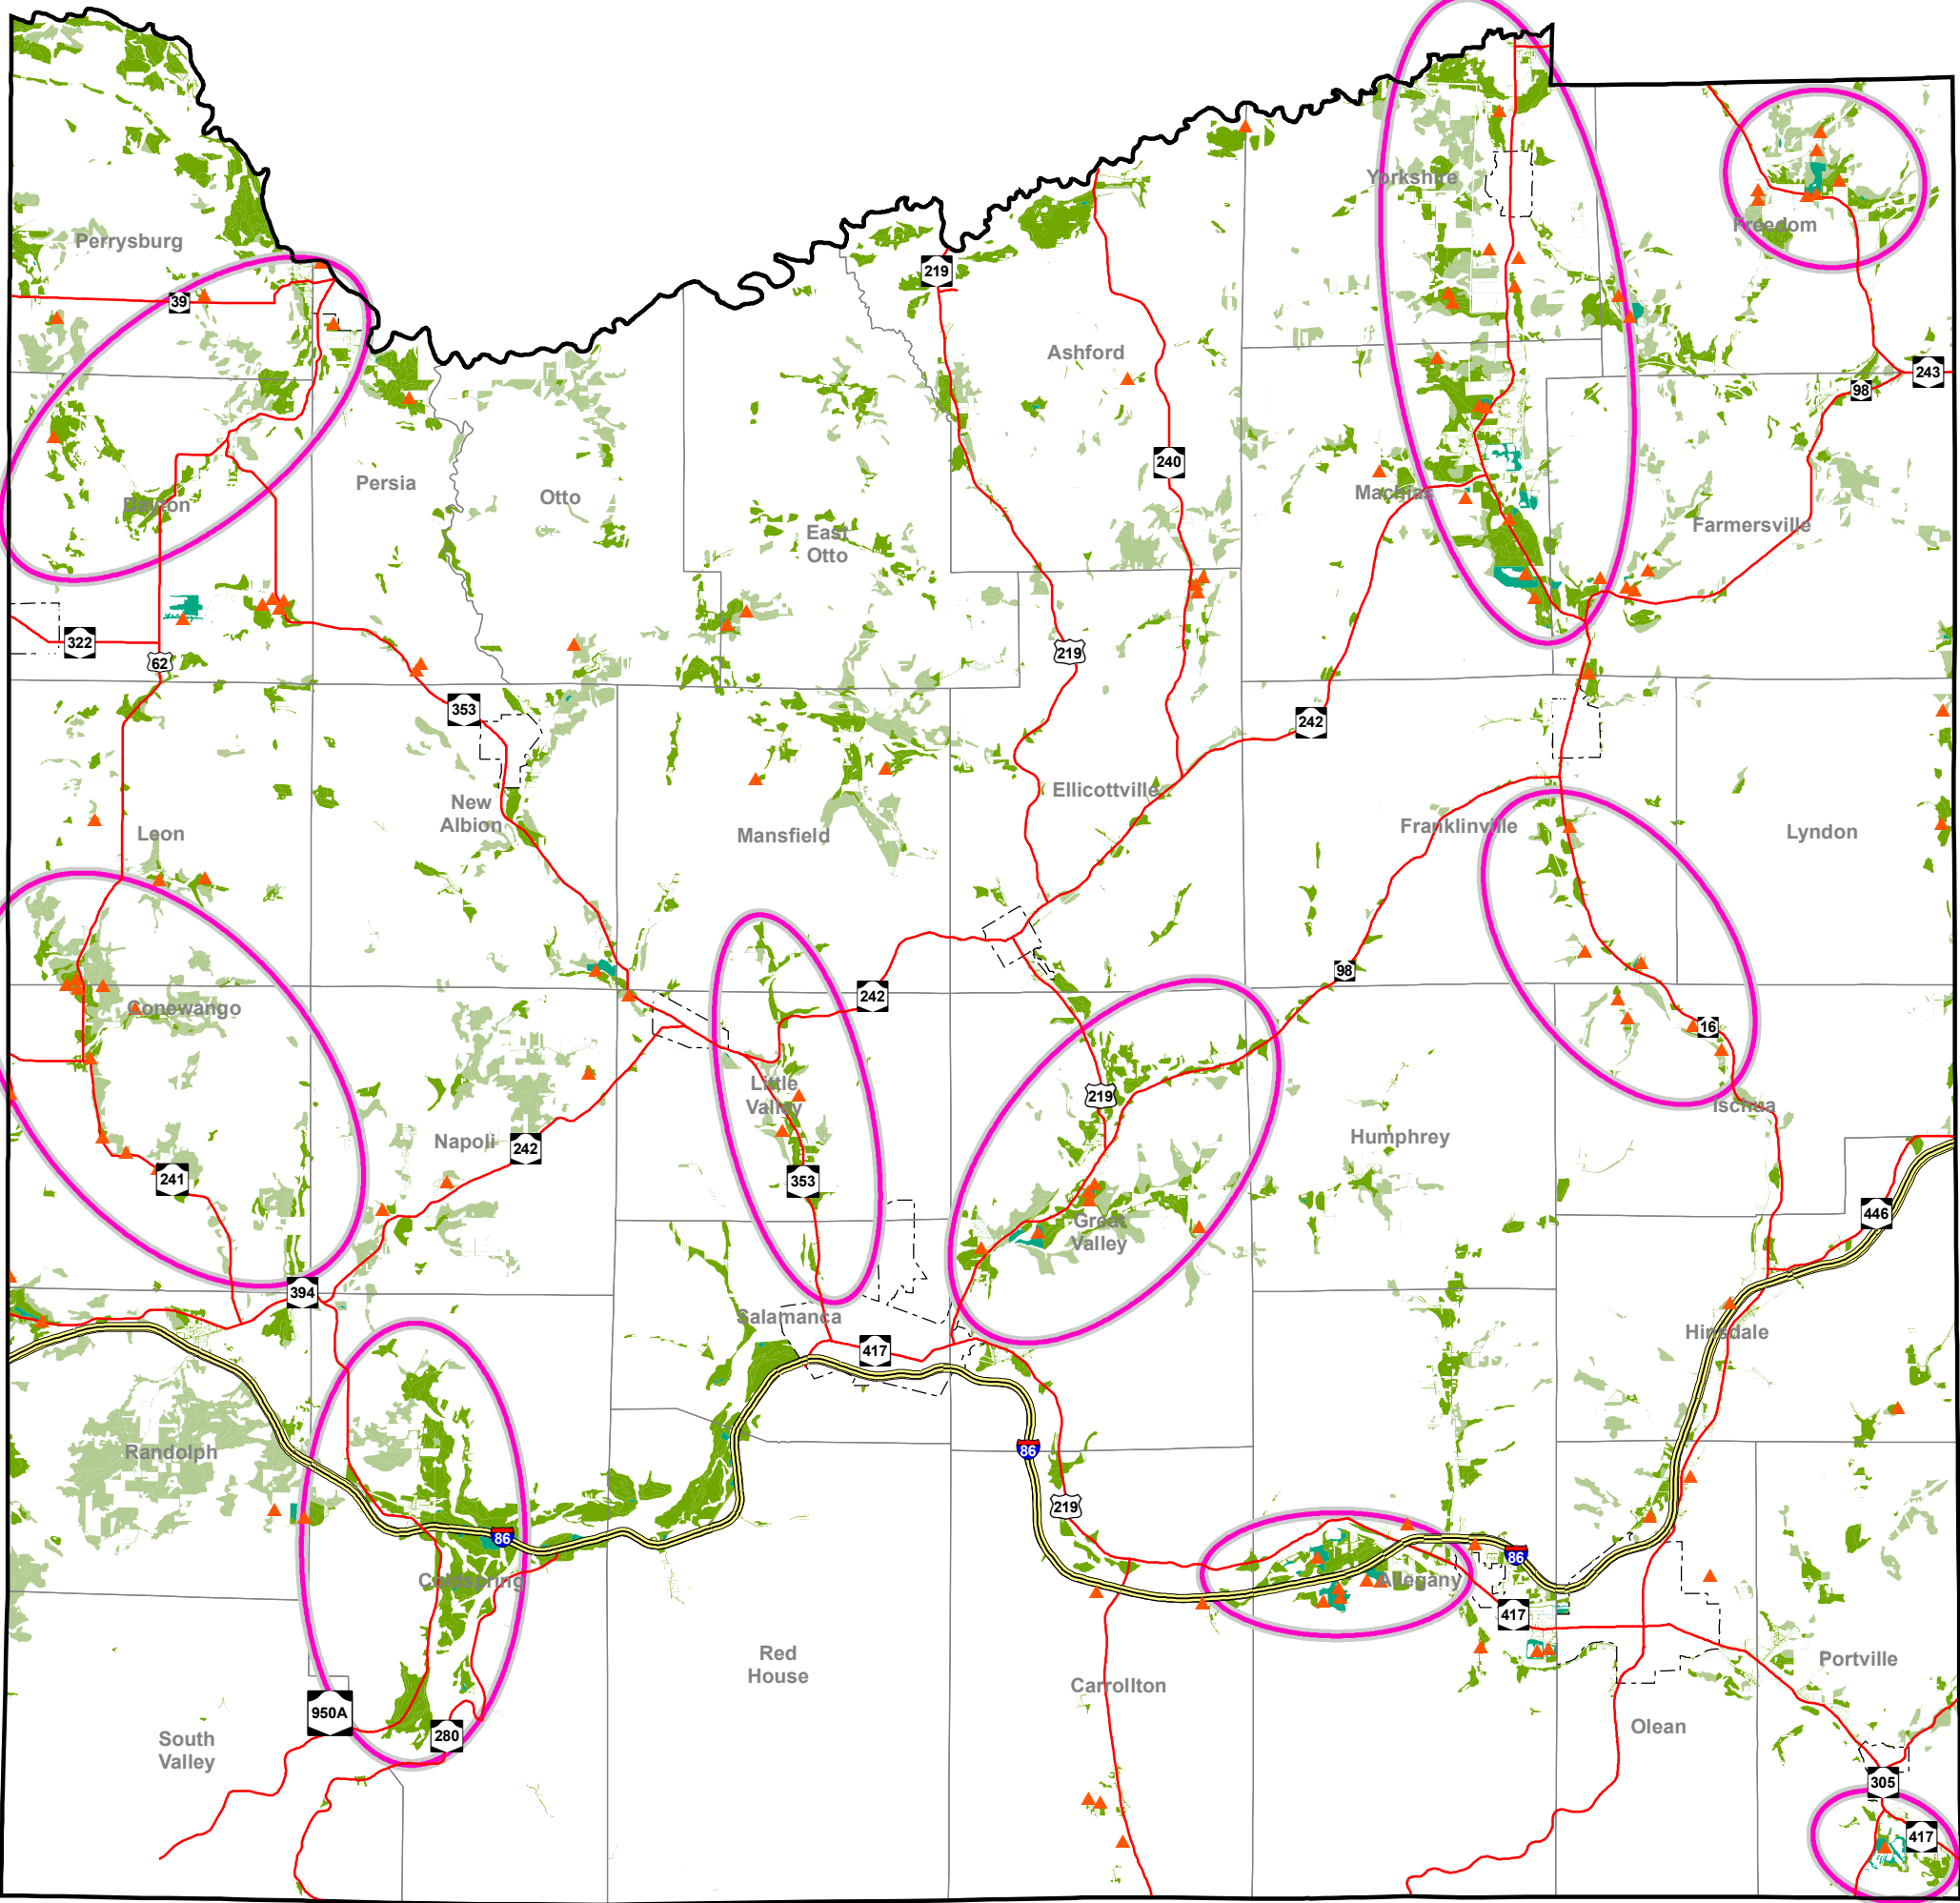 Yorkshire
Freedom
Perrysburg
219
39
Ashford
243
98
240
Persia
Machias
Otto
Dayton
Farmersville
East
Otto
322
219
62
353
242
New
Albion
Ellicottville
Leon
Mansfield
Franklinville
Lyndon
98
242
Conewango
16
Little
Valley
219
Ischua
Napoli
242
Humphrey
241
353
446
Great
Valley
394
Salamanca
Hinsdale
417
Randolph
86
219
86
86
Coldspring
Allegany
417
Red
House
Portville
Carrollton
950A
280
South
Valley
Olean
305
417